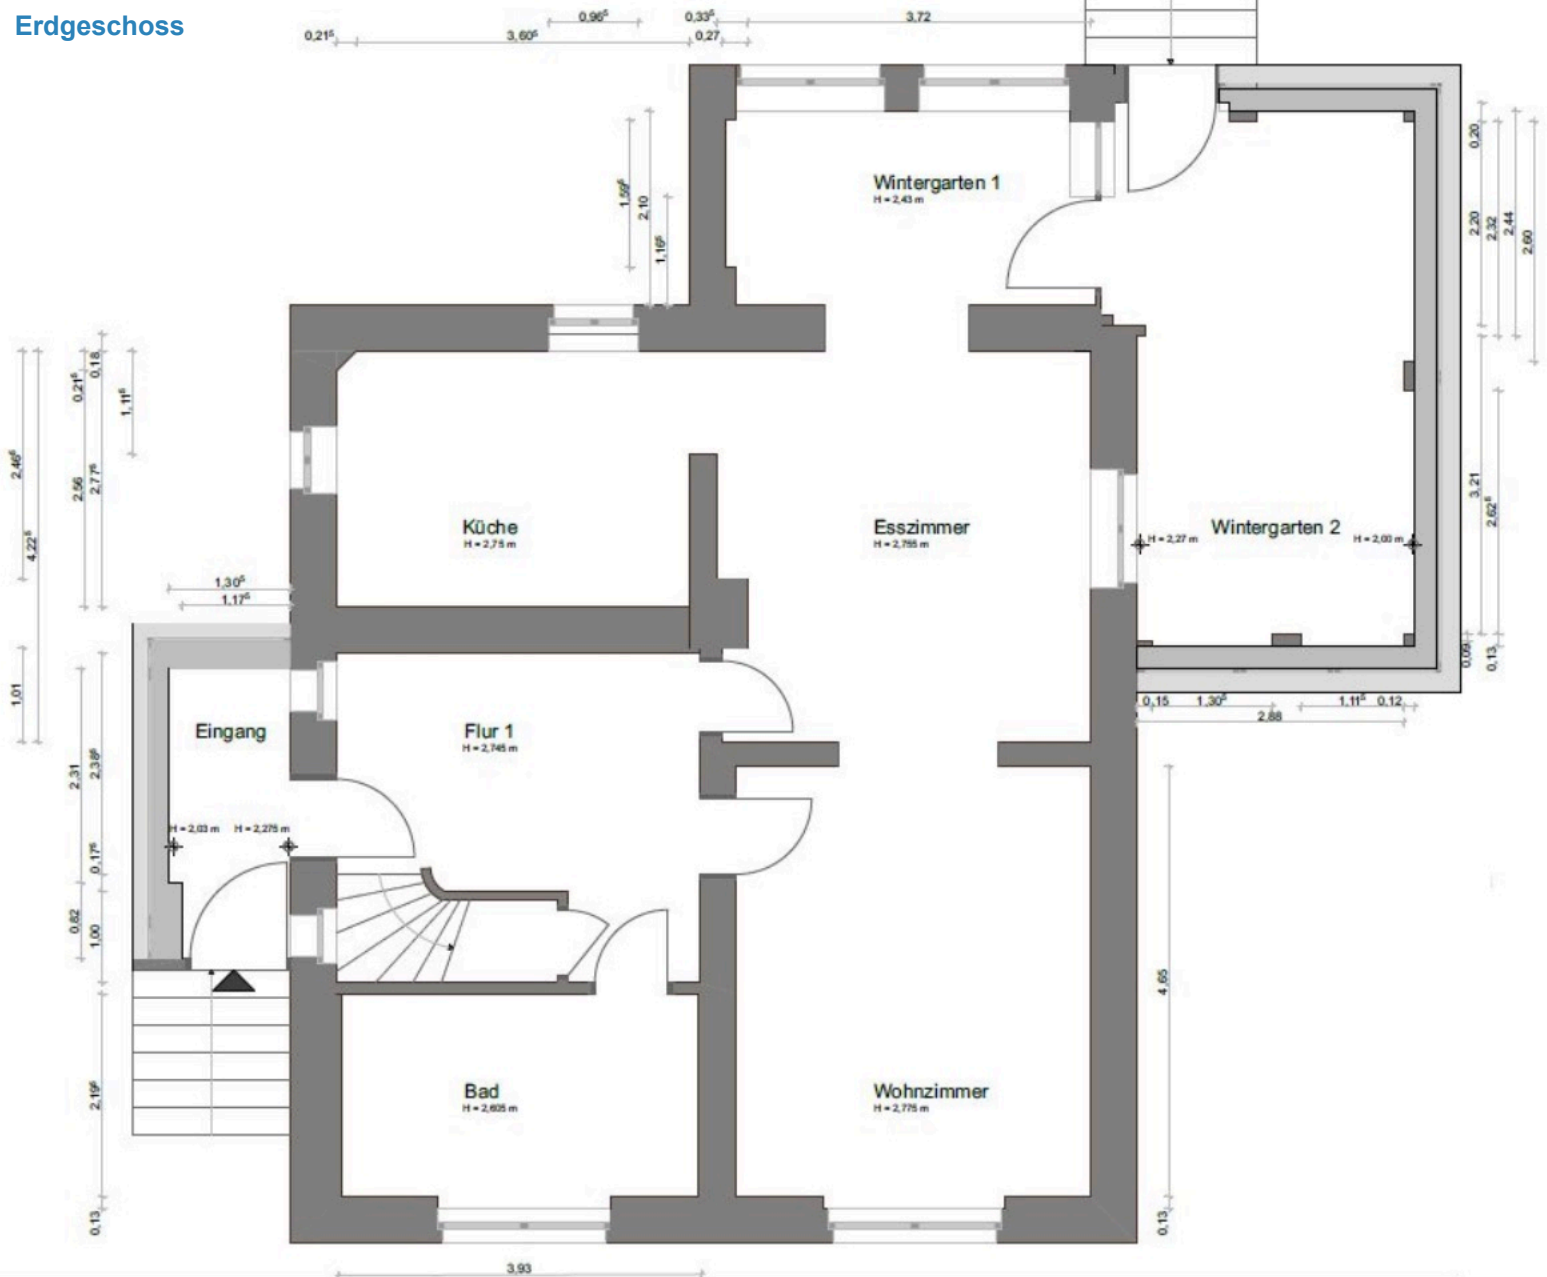 Erdgeschoss
0,96⁵
0,33⁵
3,72
0,21⁵
3,60⁵
0,27
1,59⁵
2,10
1,16⁵
Wintergarten 1
H = 2,43 m
0,20
2,20
2,32
2,44
2,60
0,18
0,21⁵
1,11⁵
2,46⁵
4,22⁵
2,56
2,77⁵
Küche
H = 2,75 m
Esszimmer
H = 2,755 m
Wintergarten 2
H = 2,27 m
H = 2,00 m
3,21
2,62⁵
1,30⁵
1,17⁵
0,09
0,13
0,15
1,30⁵
1,11⁵
0,12
2,88
1,01
Eingang
Flur 1
H = 2,745 m
2,31
2,38⁵
H = 2,03 m
H = 2,275 m
0,17⁵
0,82
1,00
4,65
2,19⁵
Bad
H = 2,605 m
Wohnzimmer
H = 2,775 m
0,13
0,13
3,93